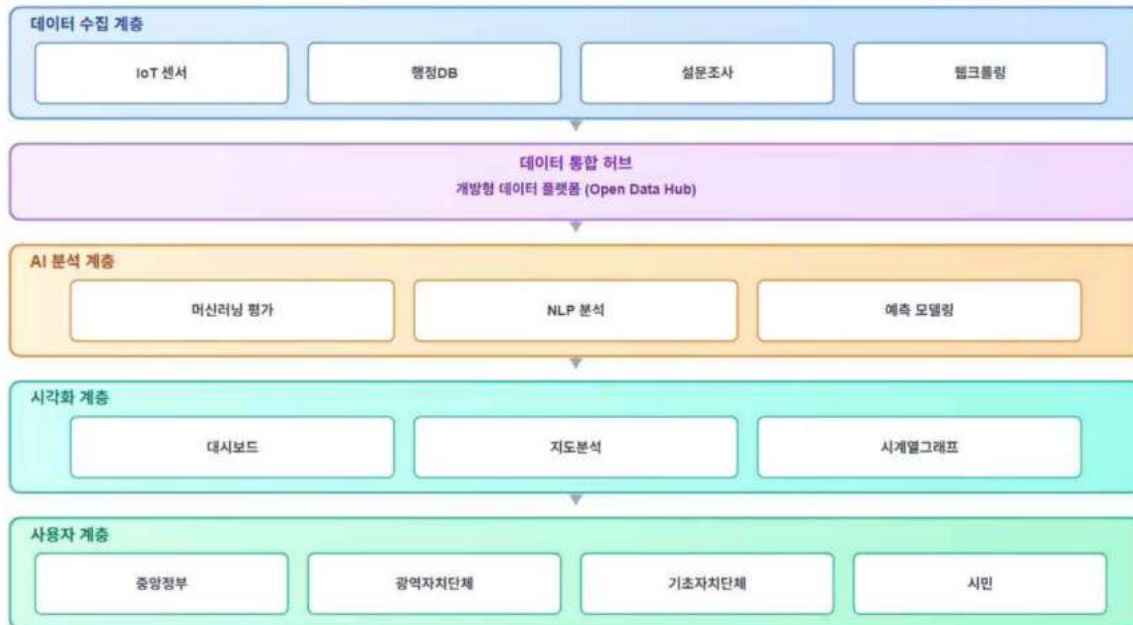 데이터 수집 계층
IoT 센서 행정DB 설문조사 웹크롤링
데이터 통합 허브
개방형 데이터 플랫폼 (Open Data Hub)
AI 분석 계층
머신러닝 평가 NLP 분석 예측 모델링
시각화 계층
대시보드 지도분석 시계열그래프
사용자 계층
중앙정부 광역자치단체 기초자치단체 시민